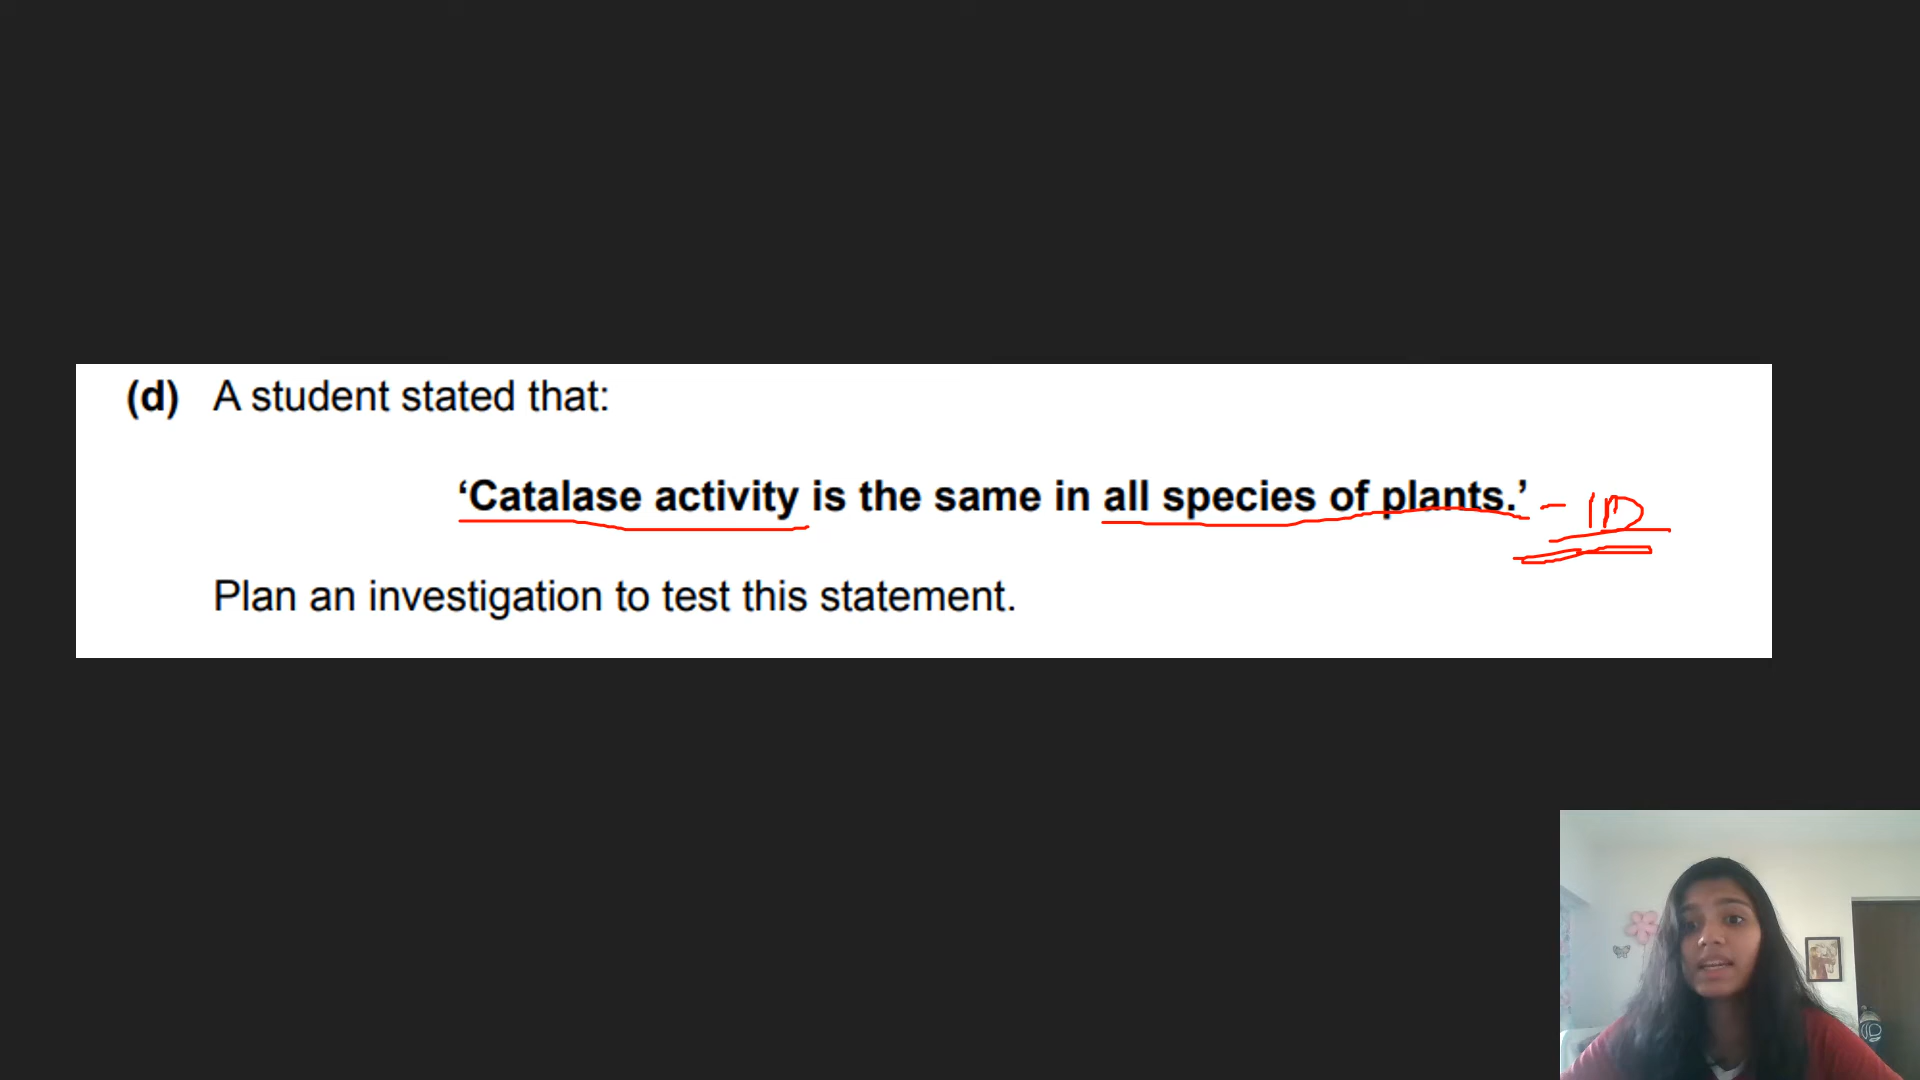 (d) A student stated that:
‘Catalase activity is the same in all species of plants.’ - ID
Plan an investigation to test this statement.